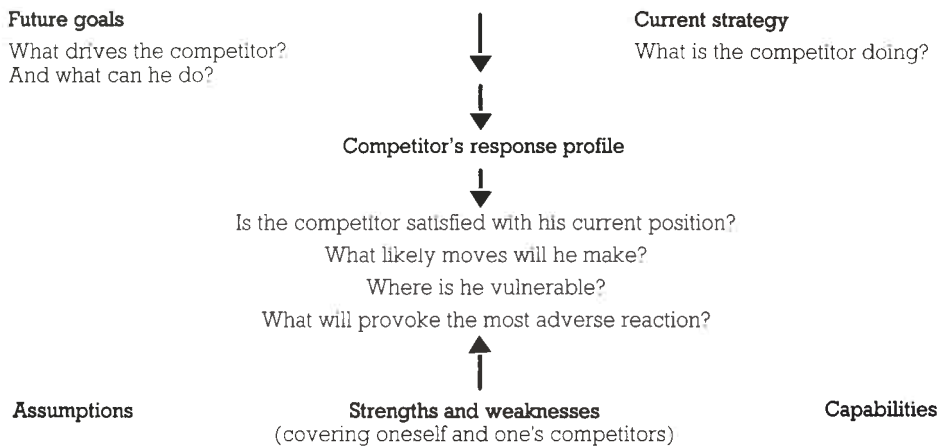 Future goals
What drives the competitor?
And what can he do?
Current strategy
What is the competitor doing?
Competitor's response profile
Is the competitor satisfied with his current position?
What likely moves will he make?
Where is he vulnerable?
What will provoke the most adverse reaction?
Assumptions
Strengths and weaknesses
(covering oneself and one's competitors)
Capabilities